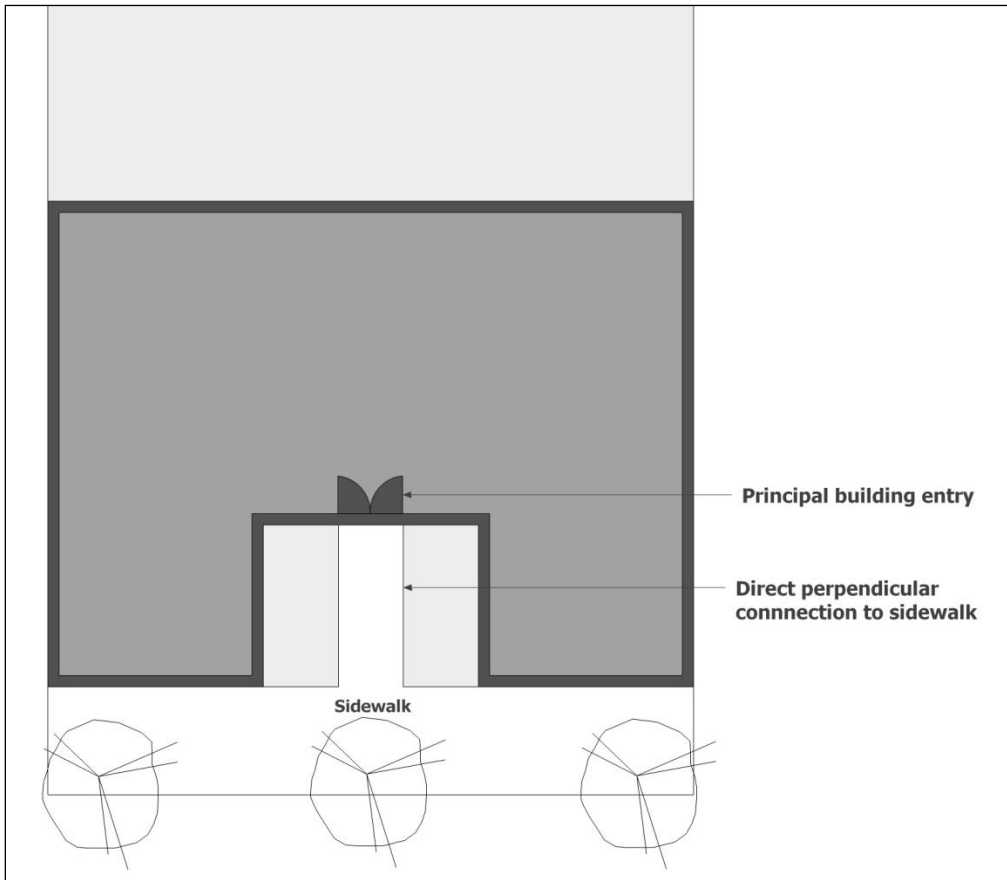 Principal building entry
Direct perpendicular
connnection to sidewalk
Sidewalk